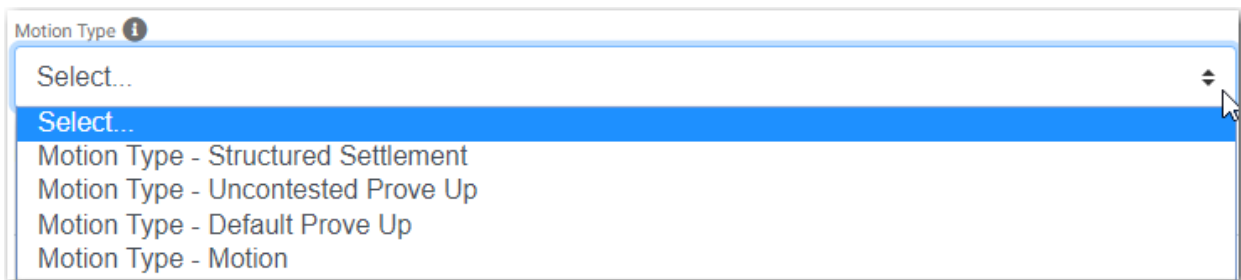 Motion Type
Select...
Select...
Motion Type - Structured Settlement
Motion Type - Uncontested Prove Up
Motion Type - Default Prove Up
Motion Type - Motion